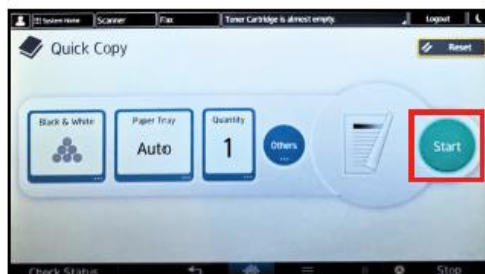 System Home Scanner Fax Toner Cartridge is almost empty. Logout
Quick Copy Reset
Black & White Paper Tray Quantity
Auto 1 Others Start
Check Status Stop